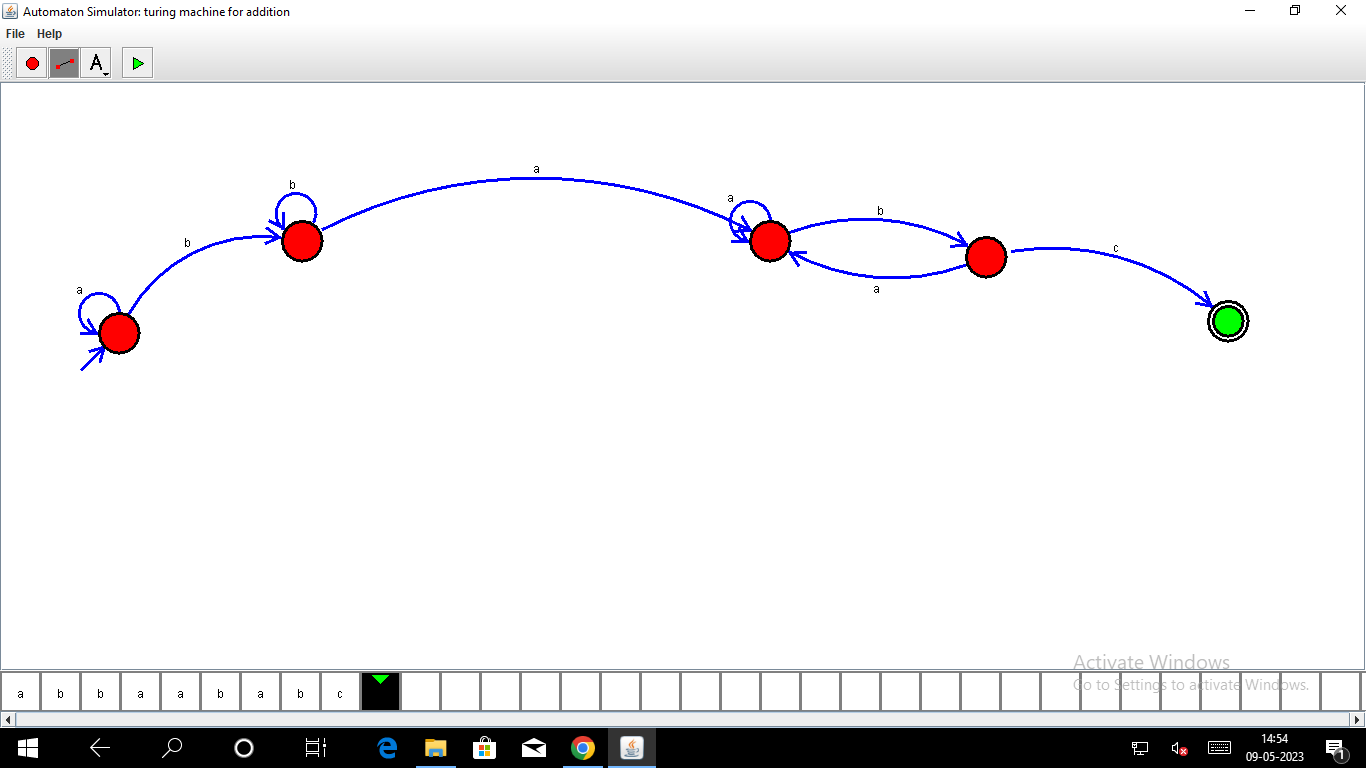 Automaton Simulator: turing machine for addition
File Help
A
a
b
b
a
b
a
b
a
c
a
Activate Windows
Go to Settings to activate Windows.
a b b a a b a b c
14:54
09-05-2023
1